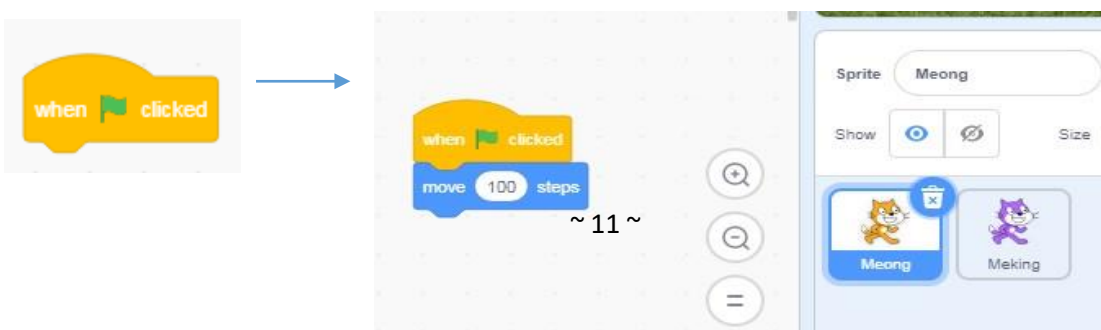 when clicked
when clicked
move 100 steps
~ 11 ~
=
Sprite Meong
Show Size
Meong Meking